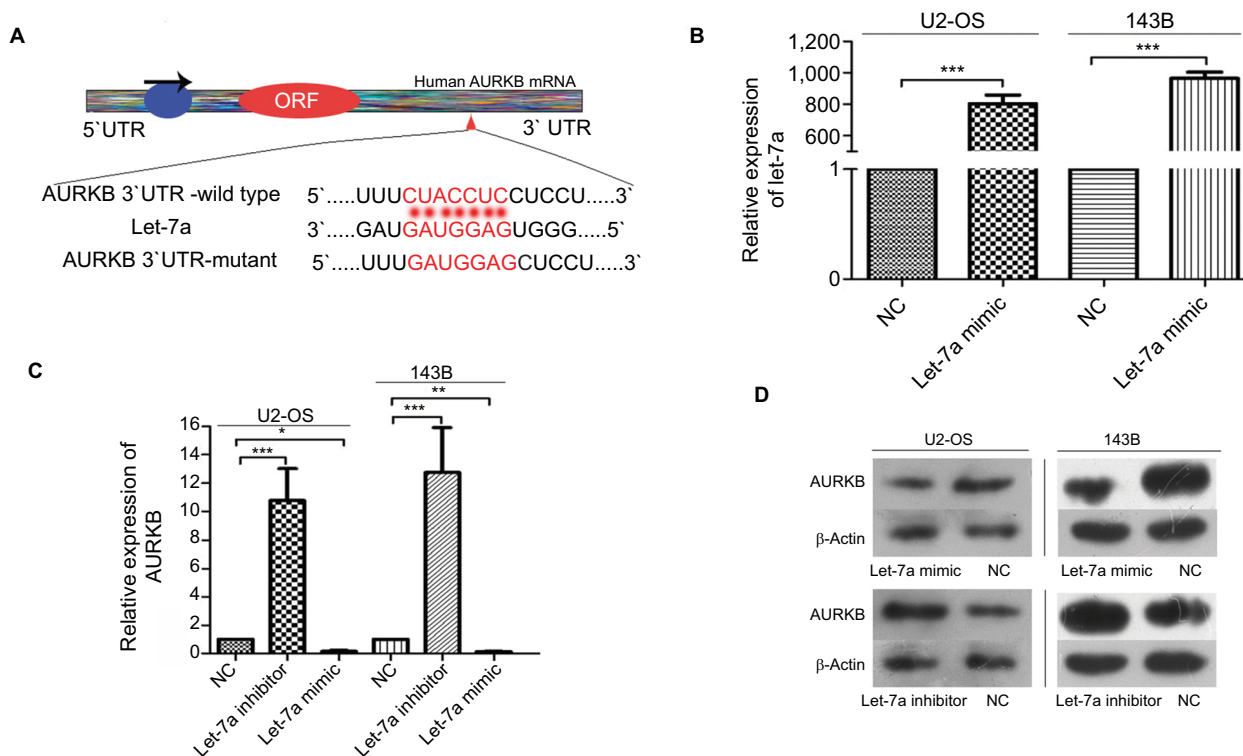 A
Human AURKB mRNA
ORF
5`UTR
3` UTR
AURKB 3`UTR -wild type 5`.....UUUCUACCUCCUCCU.....3`
Let-7a 3`.....GAUGAUGGAGUGGG....5`
AURKB 3`UTR-mutant 5`.....UUUGAUGGAGCUCCU.....3`
B
U2-OS 143B
Relative expression
of let-7a
1,200
1,000
800
600
1
0
*** ***
NC Let-7a mimic NC Let-7a mimic
C
143B
U2-OS
** 
***
*
***
Relative expression of
AURKB
16
14
12
10
8
6
4
2
0
NC Let-7a inhibitor Let-7a mimic NC Let-7a inhibitor Let-7a mimic
D
U2-OS 143B
AURKB
β-Actin
Let-7a mimic NC Let-7a mimic NC
AURKB
β-Actin
Let-7a inhibitor NC Let-7a inhibitor NC